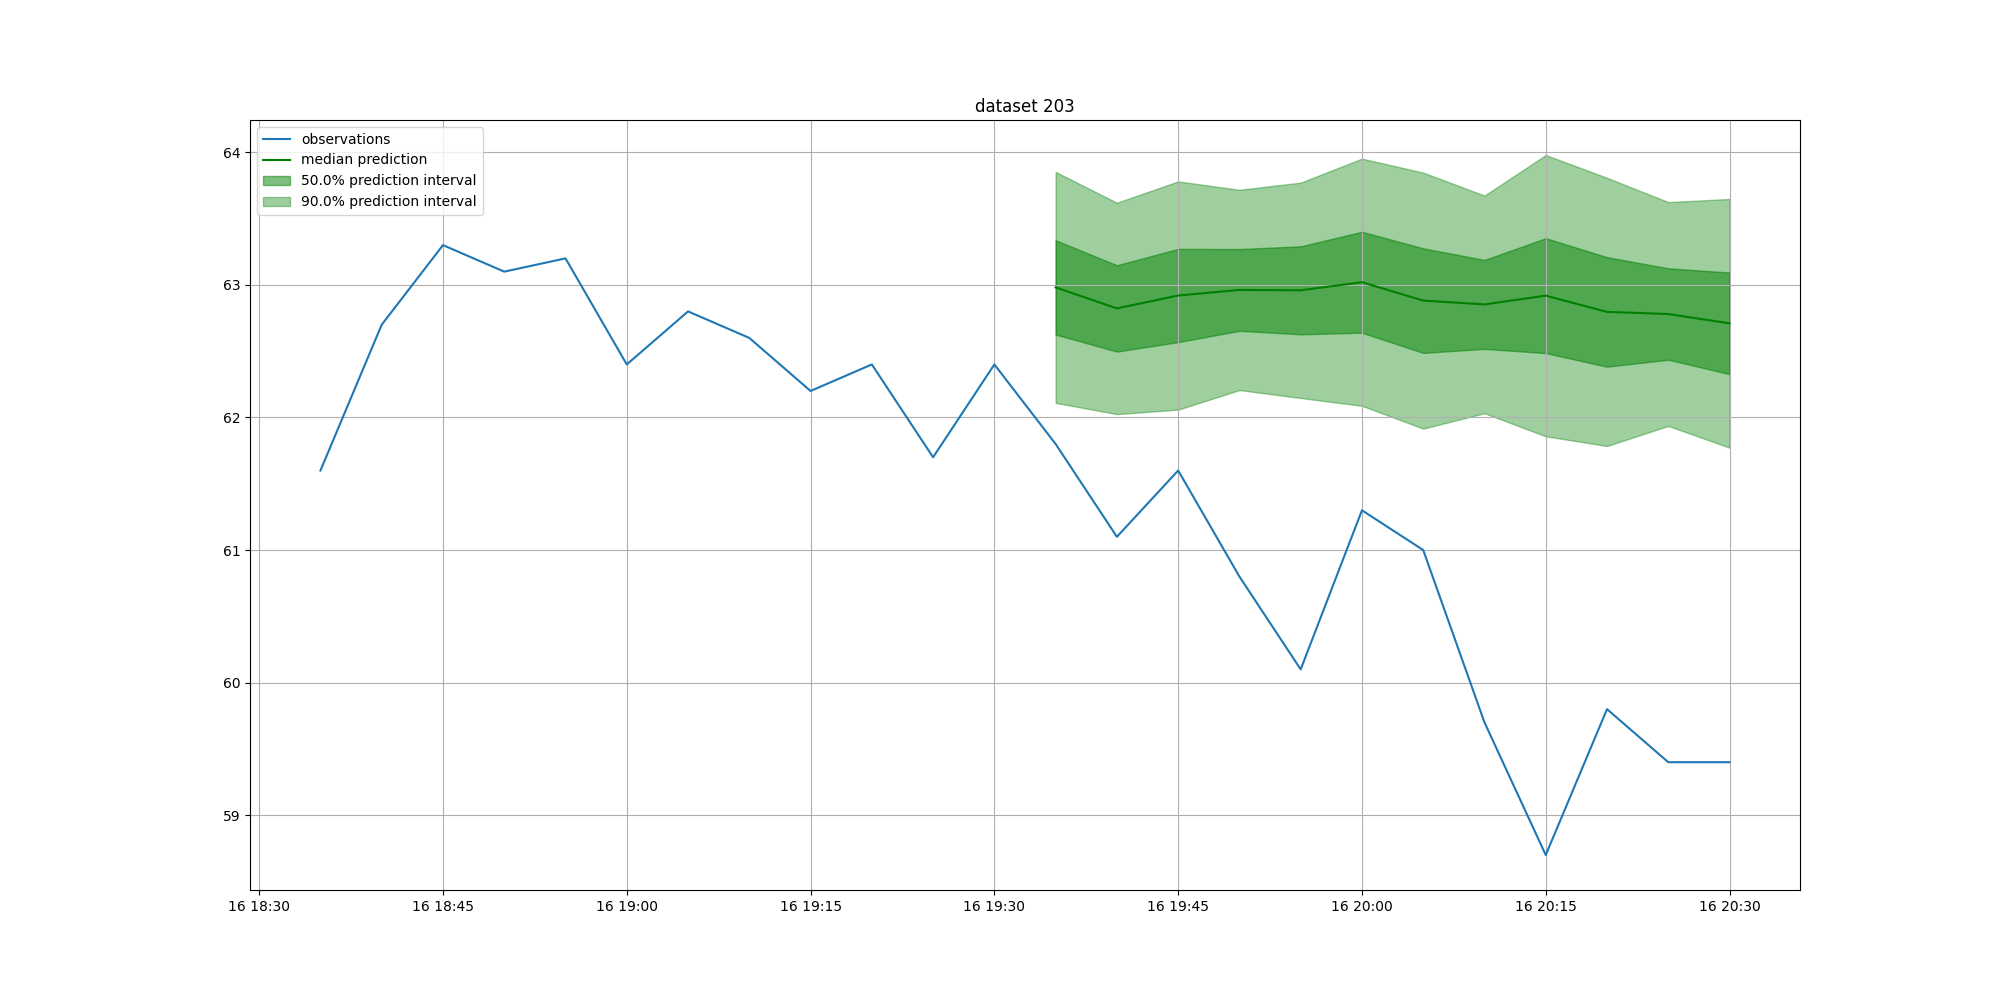 dataset 203
observations
median prediction
50.0% prediction interval
90.0% prediction interval
64
63
62
61
60
59
16 18:30 16 18:45 16 19:00 16 19:15 16 19:30 16 19:45 16 20:00 16 20:15 16 20:30